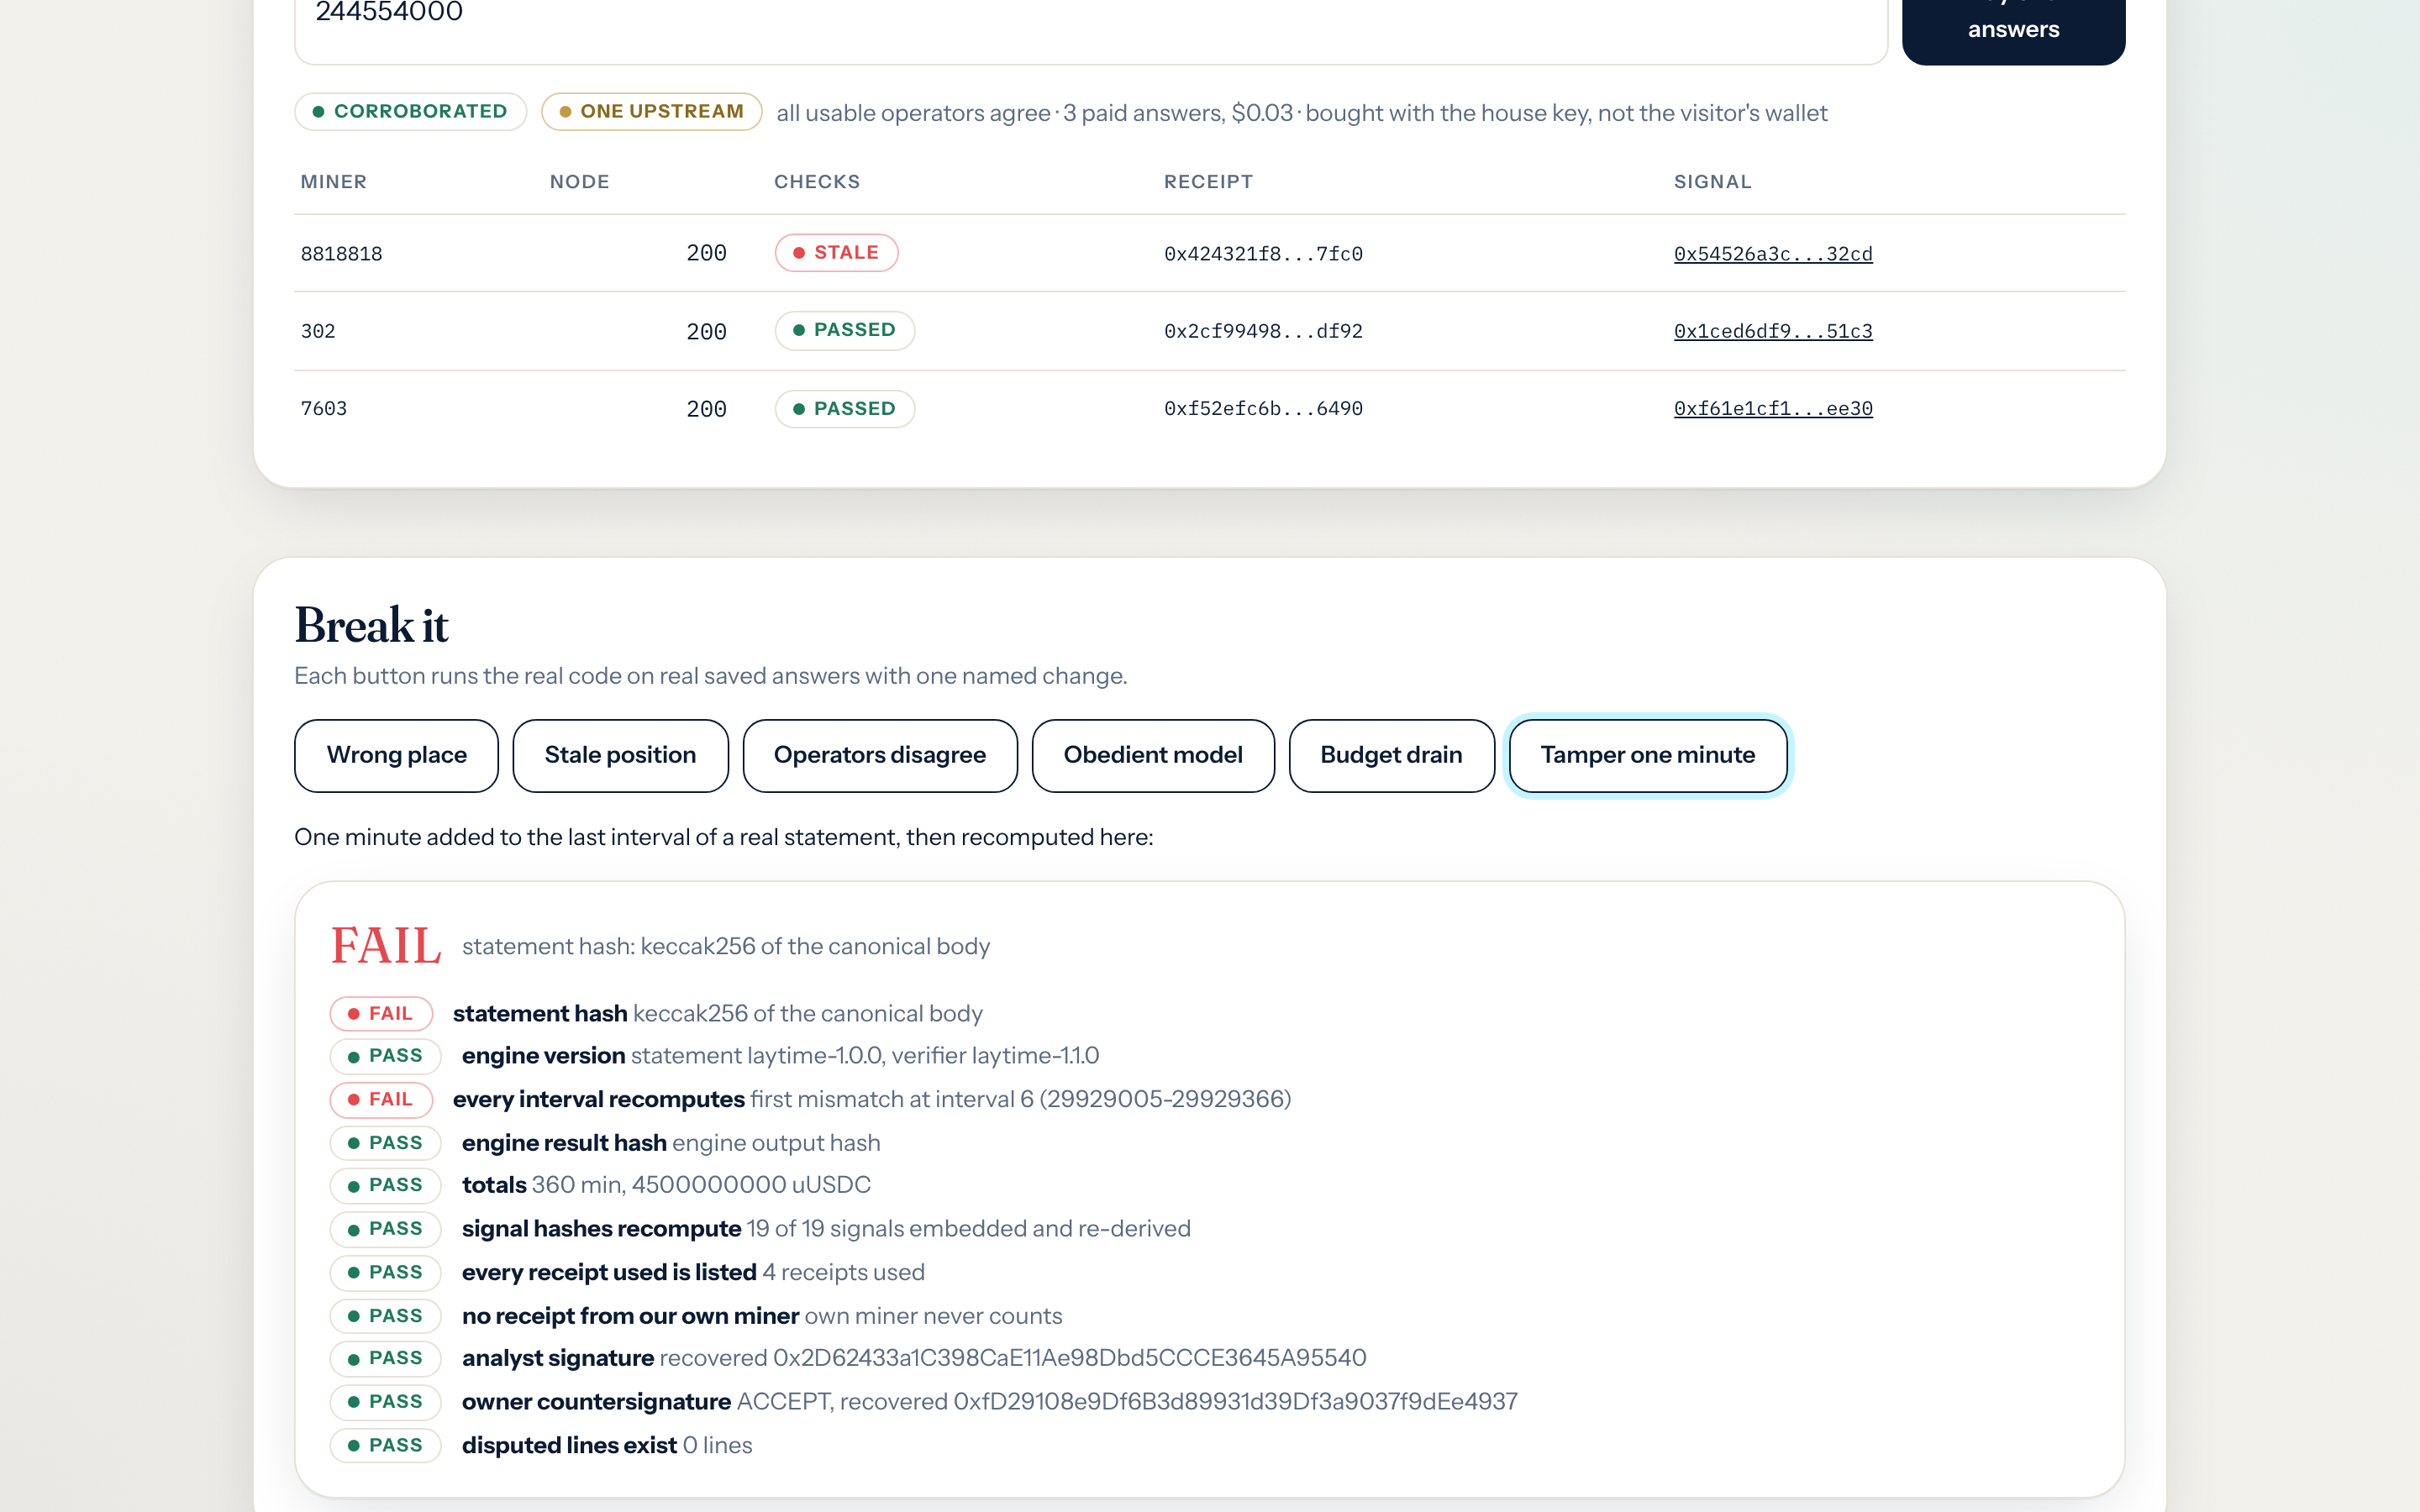 244554000
answers
CORROBORATED ONE UPSTREAM all usable operators agree · 3 paid answers, $0.03 · bought with the house key, not the visitor's wallet
MINER NODE CHECKS RECEIPT SIGNAL
8818818 200 STALE 0x424321f8...7fc0 0x54526a3c...32cd
302 200 PASSED 0x2cf99498...df92 0x1ced6df9...51c3
7603 200 PASSED 0xf52efc6b...6490 0xf61e1cf1...ee30
Break it
Each button runs the real code on real saved answers with one named change.
Wrong place Stale position Operators disagree Obedient model Budget drain Tamper one minute
One minute added to the last interval of a real statement, then recomputed here:
FAIL statement hash: keccak256 of the canonical body
FAIL statement hash keccak256 of the canonical body
PASS engine version statement laytime-1.0.0, verifier laytime-1.1.0
FAIL every interval recomputes first mismatch at interval 6 (29929005-29929366)
PASS engine result hash engine output hash
PASS totals 360 min, 4500000000 uUSDC
PASS signal hashes recompute 19 of 19 signals embedded and re-derived
PASS every receipt used is listed 4 receipts used
PASS no receipt from our own miner own miner never counts
PASS analyst signature recovered 0x2D62433a1C398CaE11Ae98Dbd5CCCE3645A95540
PASS owner countersignature ACCEPT, recovered 0xfD29108e9Df6B3d89931d39Df3a9037f9dEe4937
PASS disputed lines exist 0 lines